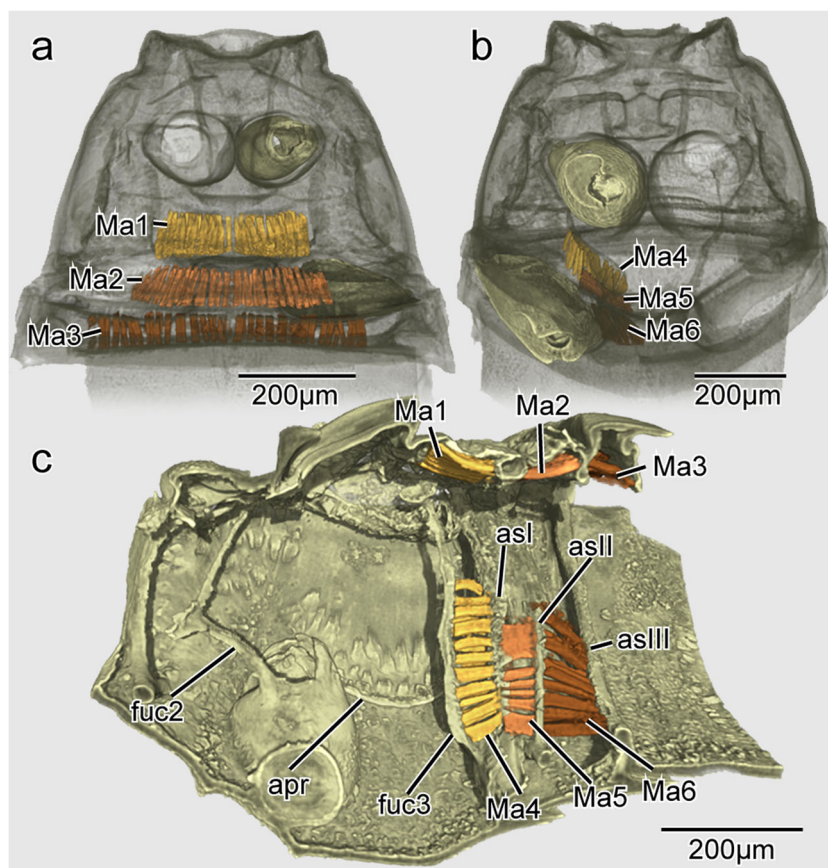 a
b
Ma1
Ma2
Ma3
200µm
Ma4
Ma5
Ma6
200µm
c
Ma1
Ma2
Ma3
asI
asII
asIII
fuc2
apr
fuc3
Ma4
Ma5
Ma6
200µm